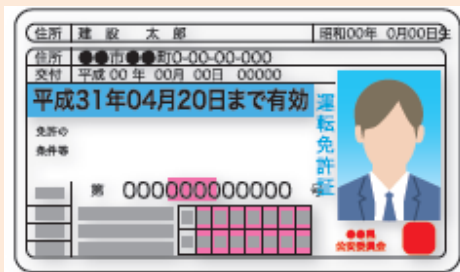 住所 建設 太郎 昭和00年 0月00日生
住所 ●●市●●町0-00-00-000
交付 平成00年 00月 00日 00000
平成31年04月20日まで有効
運転免許証
免許の
条件等
第 000000000000 号
●●県
公安委員会